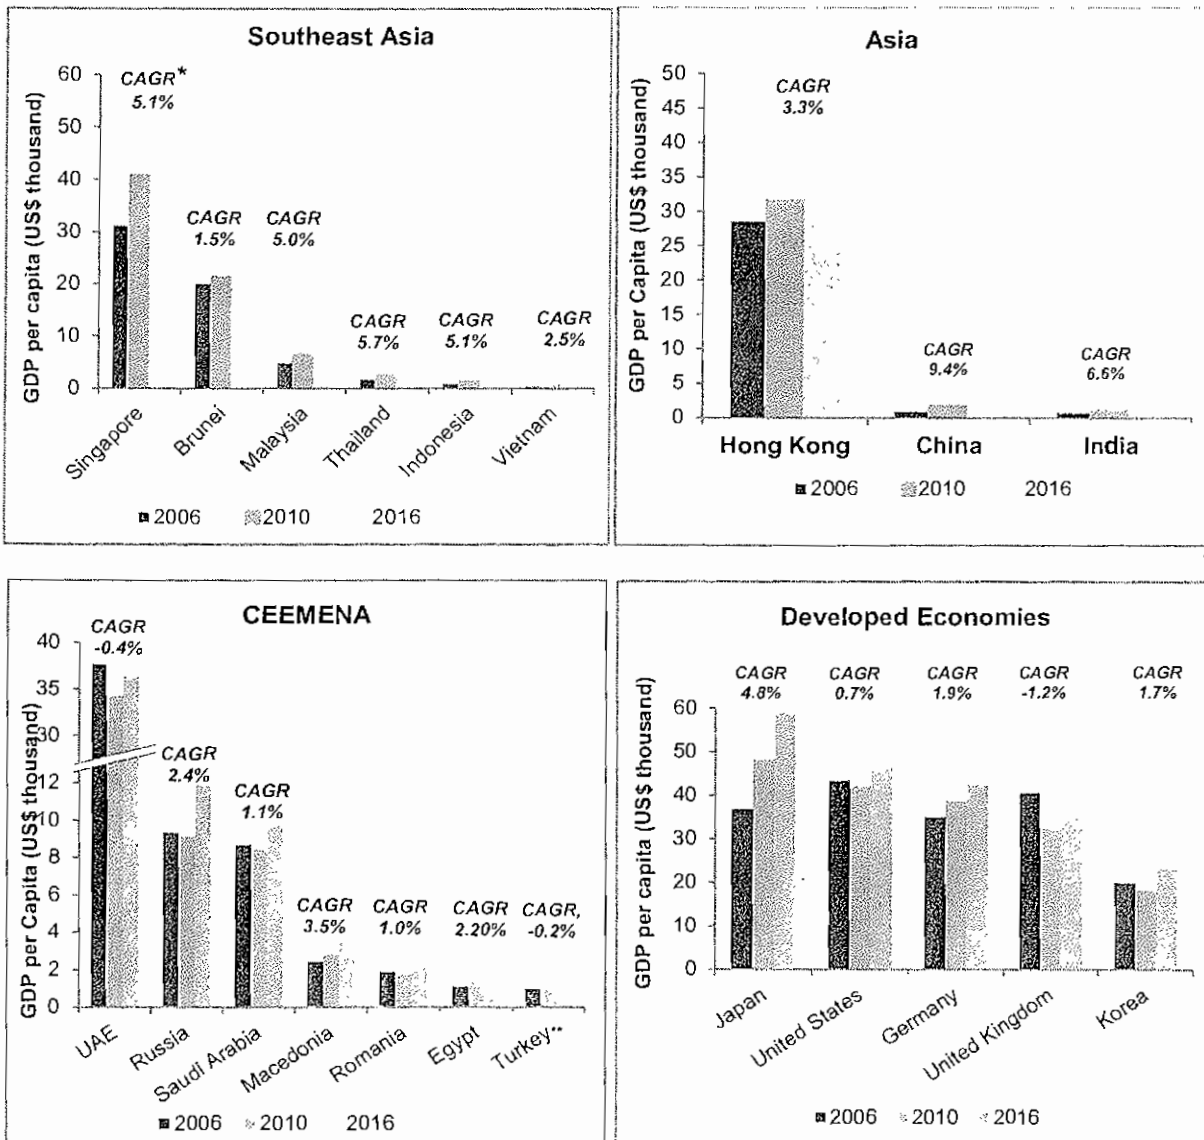 Southeast Asia
GDP per capita (US$ thousand)
60
50
40
30
20
10
0
CAGR*
5.1%
CAGR
1.5%
CAGR
5.0%
CAGR
5.7%
CAGR
5.1%
CAGR
2.5%
Singapore
Brunei
Malaysia
Thailand
Indonesia
Vietnam
2006 2010 2016
Asia
GDP per Capita (US$ thousand)
50
45
40
35
30
25
20
15
10
5
0
CAGR
3.3%
CAGR
9.4%
CAGR
6.6%
Hong Kong China India
2006 2010 2016
CEEMENA
GDP per Capita (US$ thousand)
40
35
30
12
10
8
6
4
2
0
CAGR
-0.4%
CAGR
2.4%
CAGR
1.1%
CAGR
3.5%
CAGR
1.0%
CAGR
2.20%
CAGR,
-0.2%
UAE
Russia
Saudi Arabia
Macedonia
Romania
Egypt
Turkey**
2006 2010 2016
Developed Economies
GDP per capita (US$ thousand)
60
50
40
30
20
10
0
CAGR
4.8%
CAGR
0.7%
CAGR
1.9%
CAGR
-1.2%
CAGR
1.7%
Japan
United States
Germany
United Kingdom
Korea
2006 2010 2016